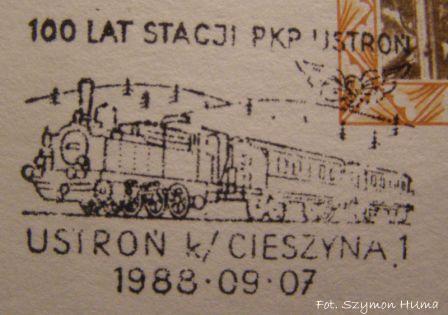 100 LAT STACJI PKP USTROŃ
USTROŃ k/CIESZYNA 1
1988·09·07
Fot. Szymon Huma